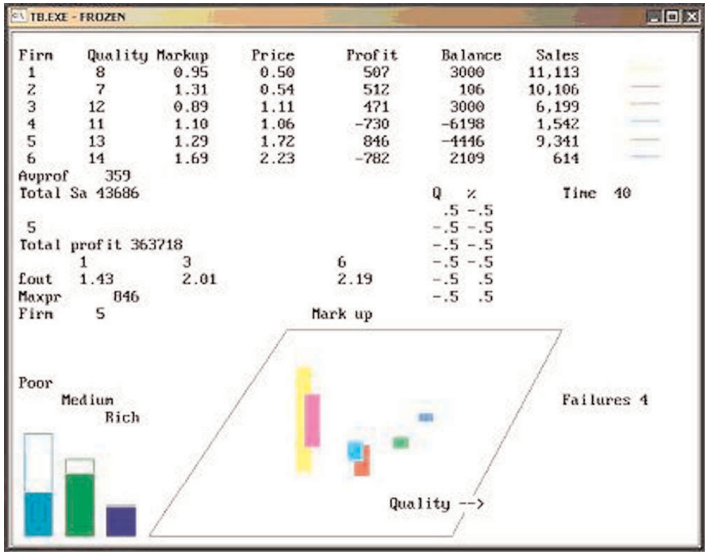 TB.EXE - FROZEN
Firm Quality Markup Price Profit Balance Sales
1 8 0.95 0.50 507 3000 11,113
2 7 1.31 0.54 512 106 10,106
3 12 0.89 1.11 471 3000 6,199
4 11 1.10 1.06 -730 -6198 1,542
5 13 1.29 1.72 846 -4446 9,341
6 14 1.69 2.23 -782 2109 614
Avprof 359
Total Sa 43686 Q % Time 40
.5 -.5
5 -.5 -.5
Total profit 363718 -.5 -.5
1 3 6 -.5 -.5
£out 1.43 2.01 2.19 -.5 .5
Maxpr 846 -.5 .5
Firm 5 Mark up
Poor
Medium Failures 4
Rich
Quality -->